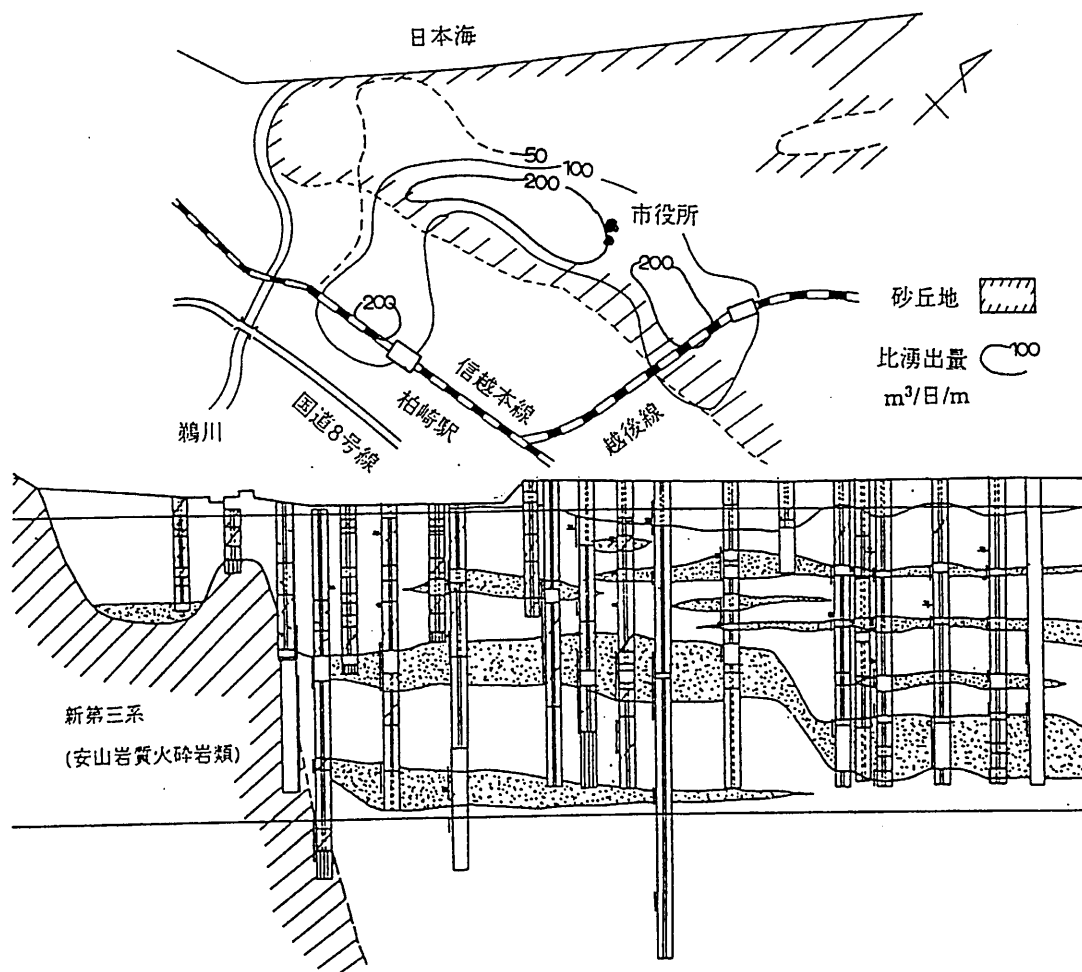 日本海
50
100
200
市役所
200
200
砂丘地
比湧出量
100
m³/日/m
信越本線
柏崎駅
越後線
国道8号線
鵜川
新第三系
(安山岩質火砕岩類)